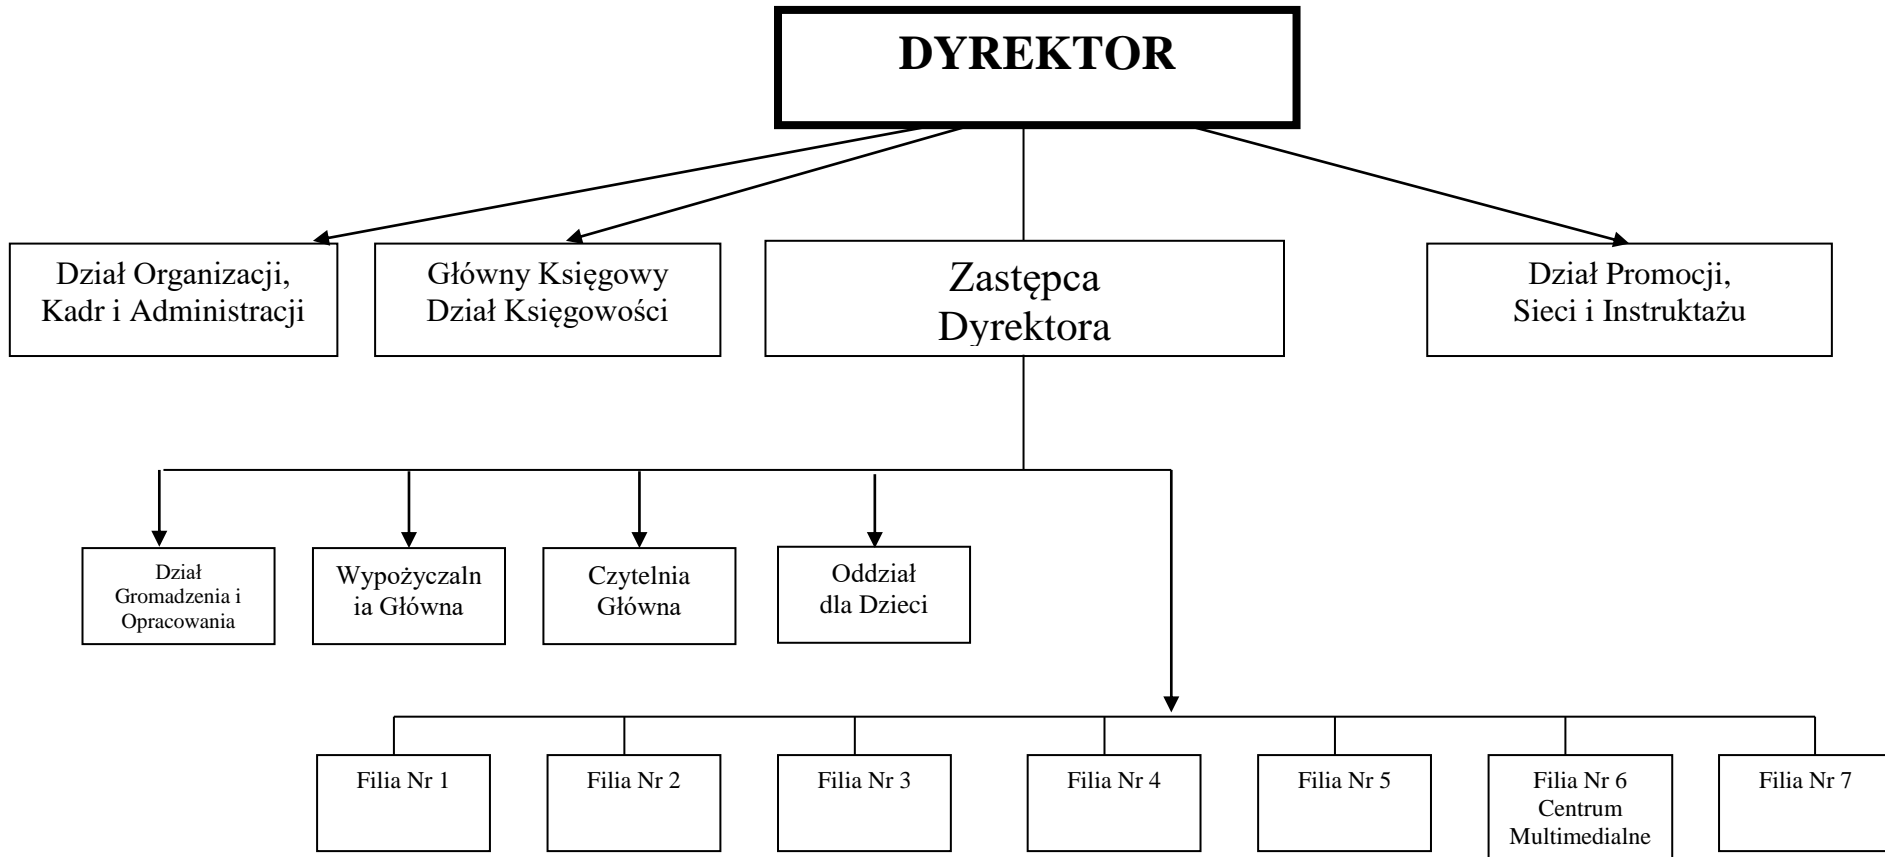 DYREKTOR
Dział Organizacji,
Kadr i Administracji
Główny Księgowy
Dział Księgowości
Zastępca
Dyrektora
Dział Promocji,
Sieci i Instruktażu
Dział
Gromadzenia i
Opracowania
Wypożyczaln
ia Główna
Czytelnia
Główna
Oddział
dla Dzieci
Filia Nr 1
Filia Nr 2
Filia Nr 3
Filia Nr 4
Filia Nr 5
Filia Nr 6
Centrum
Multimedialne
Filia Nr 7